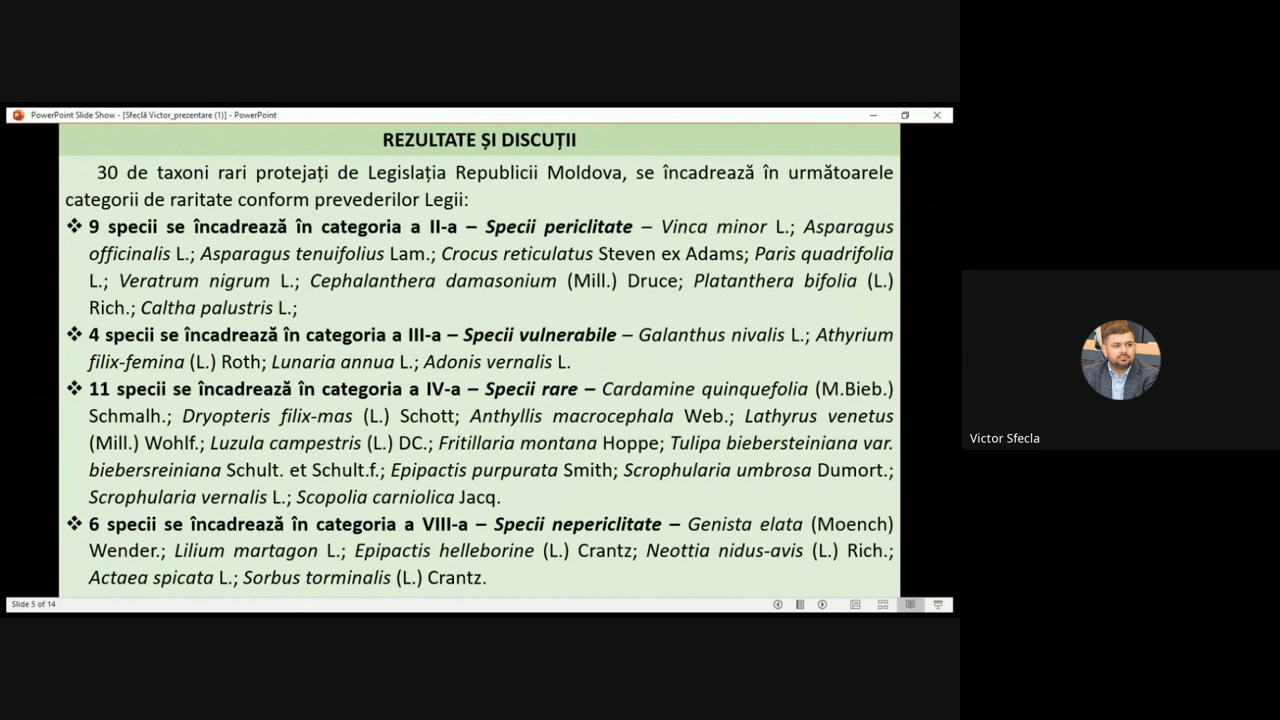 PowerPoint Slide Show - [Sfeclă Victor_prezentare (1)] - PowerPoint
REZULTATE ȘI DISCUȚII
30 de taxoni rari protejați de Legislația Republicii Moldova, se încadrează în următoarele
categorii de raritate conform prevederilor Legii:
❖ 9 specii se încadrează în categoria a II-a – Specii periclitate – Vinca minor L.; Asparagus
officinalis L.; Asparagus tenuifolius Lam.; Crocus reticulatus Steven ex Adams; Paris quadrifolia
L.; Veratrum nigrum L.; Cephalanthera damasonium (Mill.) Druce; Platanthera bifolia (L.)
Rich.; Caltha palustris L.;
❖ 4 specii se încadrează în categoria a III-a – Specii vulnerabile – Galanthus nivalis L.; Athyrium
filix-femina (L.) Roth; Lunaria annua L.; Adonis vernalis L.
❖ 11 specii se încadrează în categoria a IV-a – Specii rare – Cardamine quinquefolia (M.Bieb.)
Schmalh.; Dryopteris filix-mas (L.) Schott; Anthyllis macrocephala Web.; Lathyrus venetus
(Mill.) Wohlf.; Luzula campestris (L.) DC.; Fritillaria montana Hoppe; Tulipa biebersteiniana var.
biebersreiniana Schult. et Schult.f.; Epipactis purpurata Smith; Scrophularia umbrosa Dumort.;
Scrophularia vernalis L.; Scopolia carniolica Jacq.
❖ 6 specii se încadrează în categoria a VIII-a – Specii nepericlitate – Genista elata (Moench)
Wender.; Lilium martagon L.; Epipactis helleborine (L.) Crantz; Neottia nidus-avis (L.) Rich.;
Actaea spicata L.; Sorbus torminalis (L.) Crantz.
Slide 5 of 14
Victor Sfecla